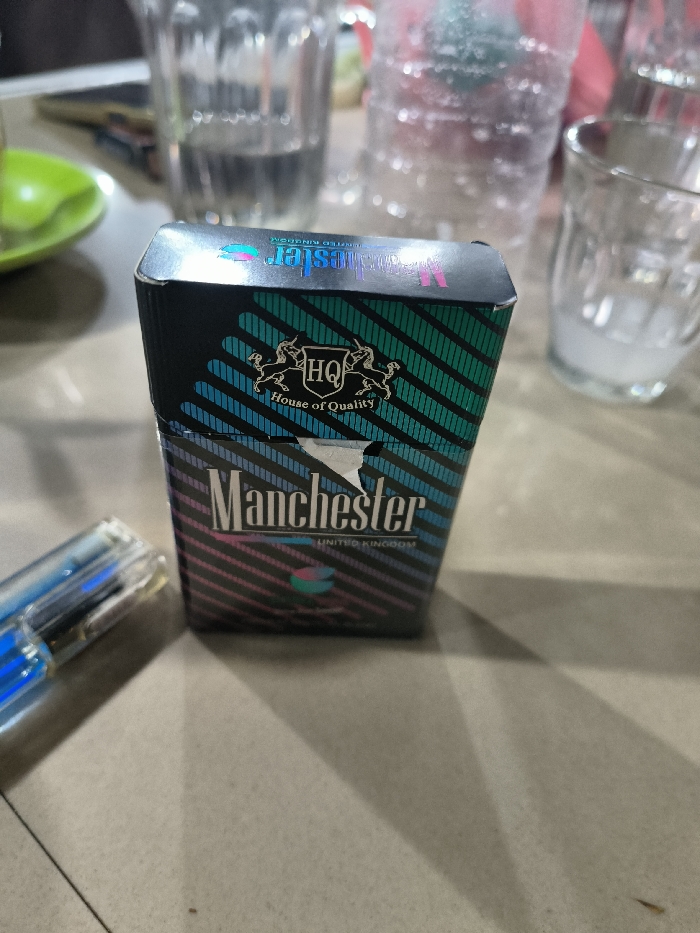 Manchester
UNITED KINGDOM
HQ
House of Quality
Manchester
UNITED KINGDOM